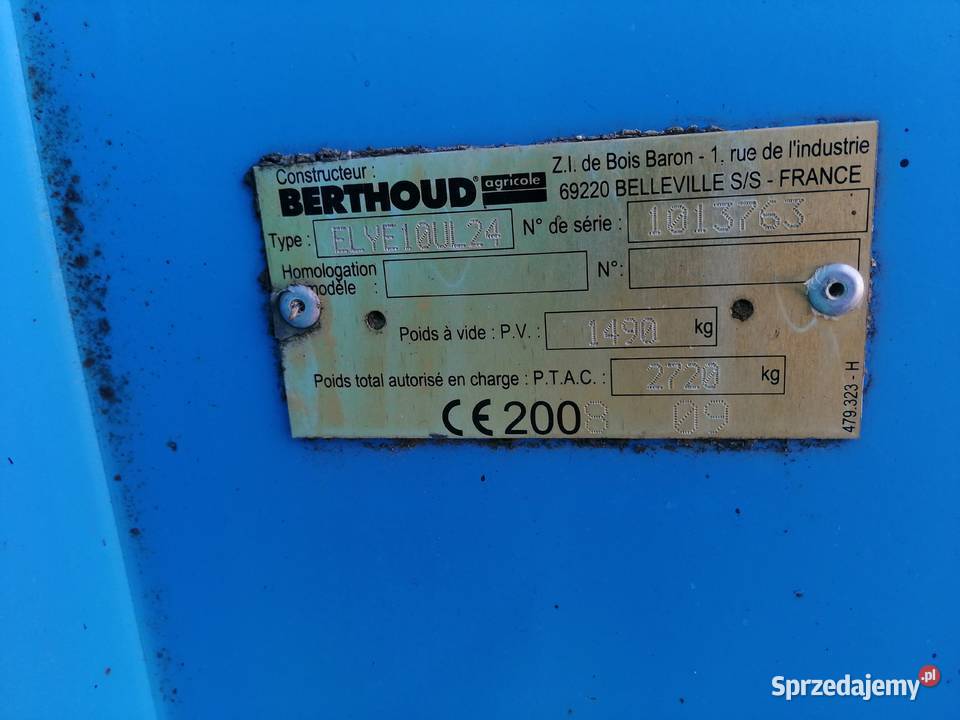 Constructeur :
BERTHOUD® agricole
Z.I. de Bois Baron - 1, rue de l'industrie
69220 BELLEVILLE S/S - FRANCE
Type : ELYE10UL24 N° de série : 1013763
Homologation modèle : N° :
Poids à vide : P.V. : 1490 kg
Poids total autorisé en charge : P.T.A.C. : 2720 kg
CE 2008 09
479.323 - H
Sprzedajemy.pl